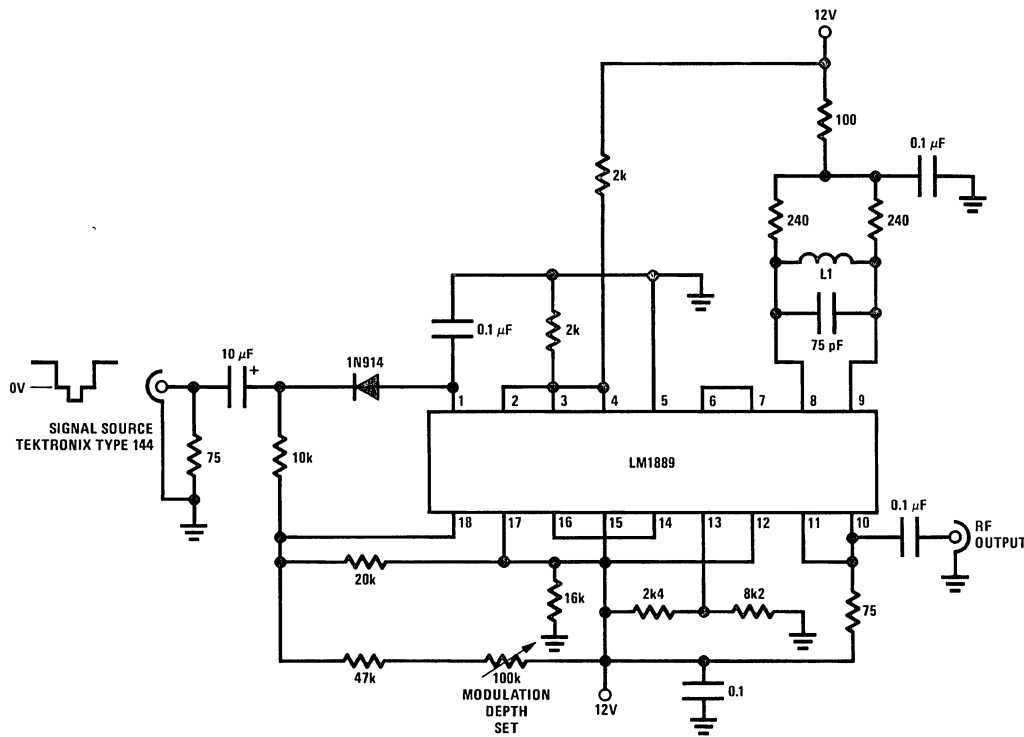 12V
100
0.1 μF
2k
240
240
L1
0.1 μF
2k
75 pF
10 μF
+
1N914
0V
1
2
3
4
5
6
7
8
9
SIGNAL SOURCE
TEKTRONIX TYPE 144
75
10k
LM1889
18
17
16
15
14
13
12
11
10
0.1 μF
RF
OUTPUT
20k
16k
2k4
8k2
75
47k
100k
MODULATION
DEPTH
SET
12V
0.1